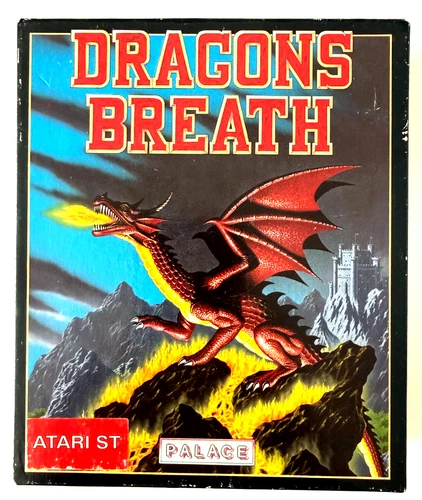 DRAGONS
BREATH
ATARI ST
PALACE